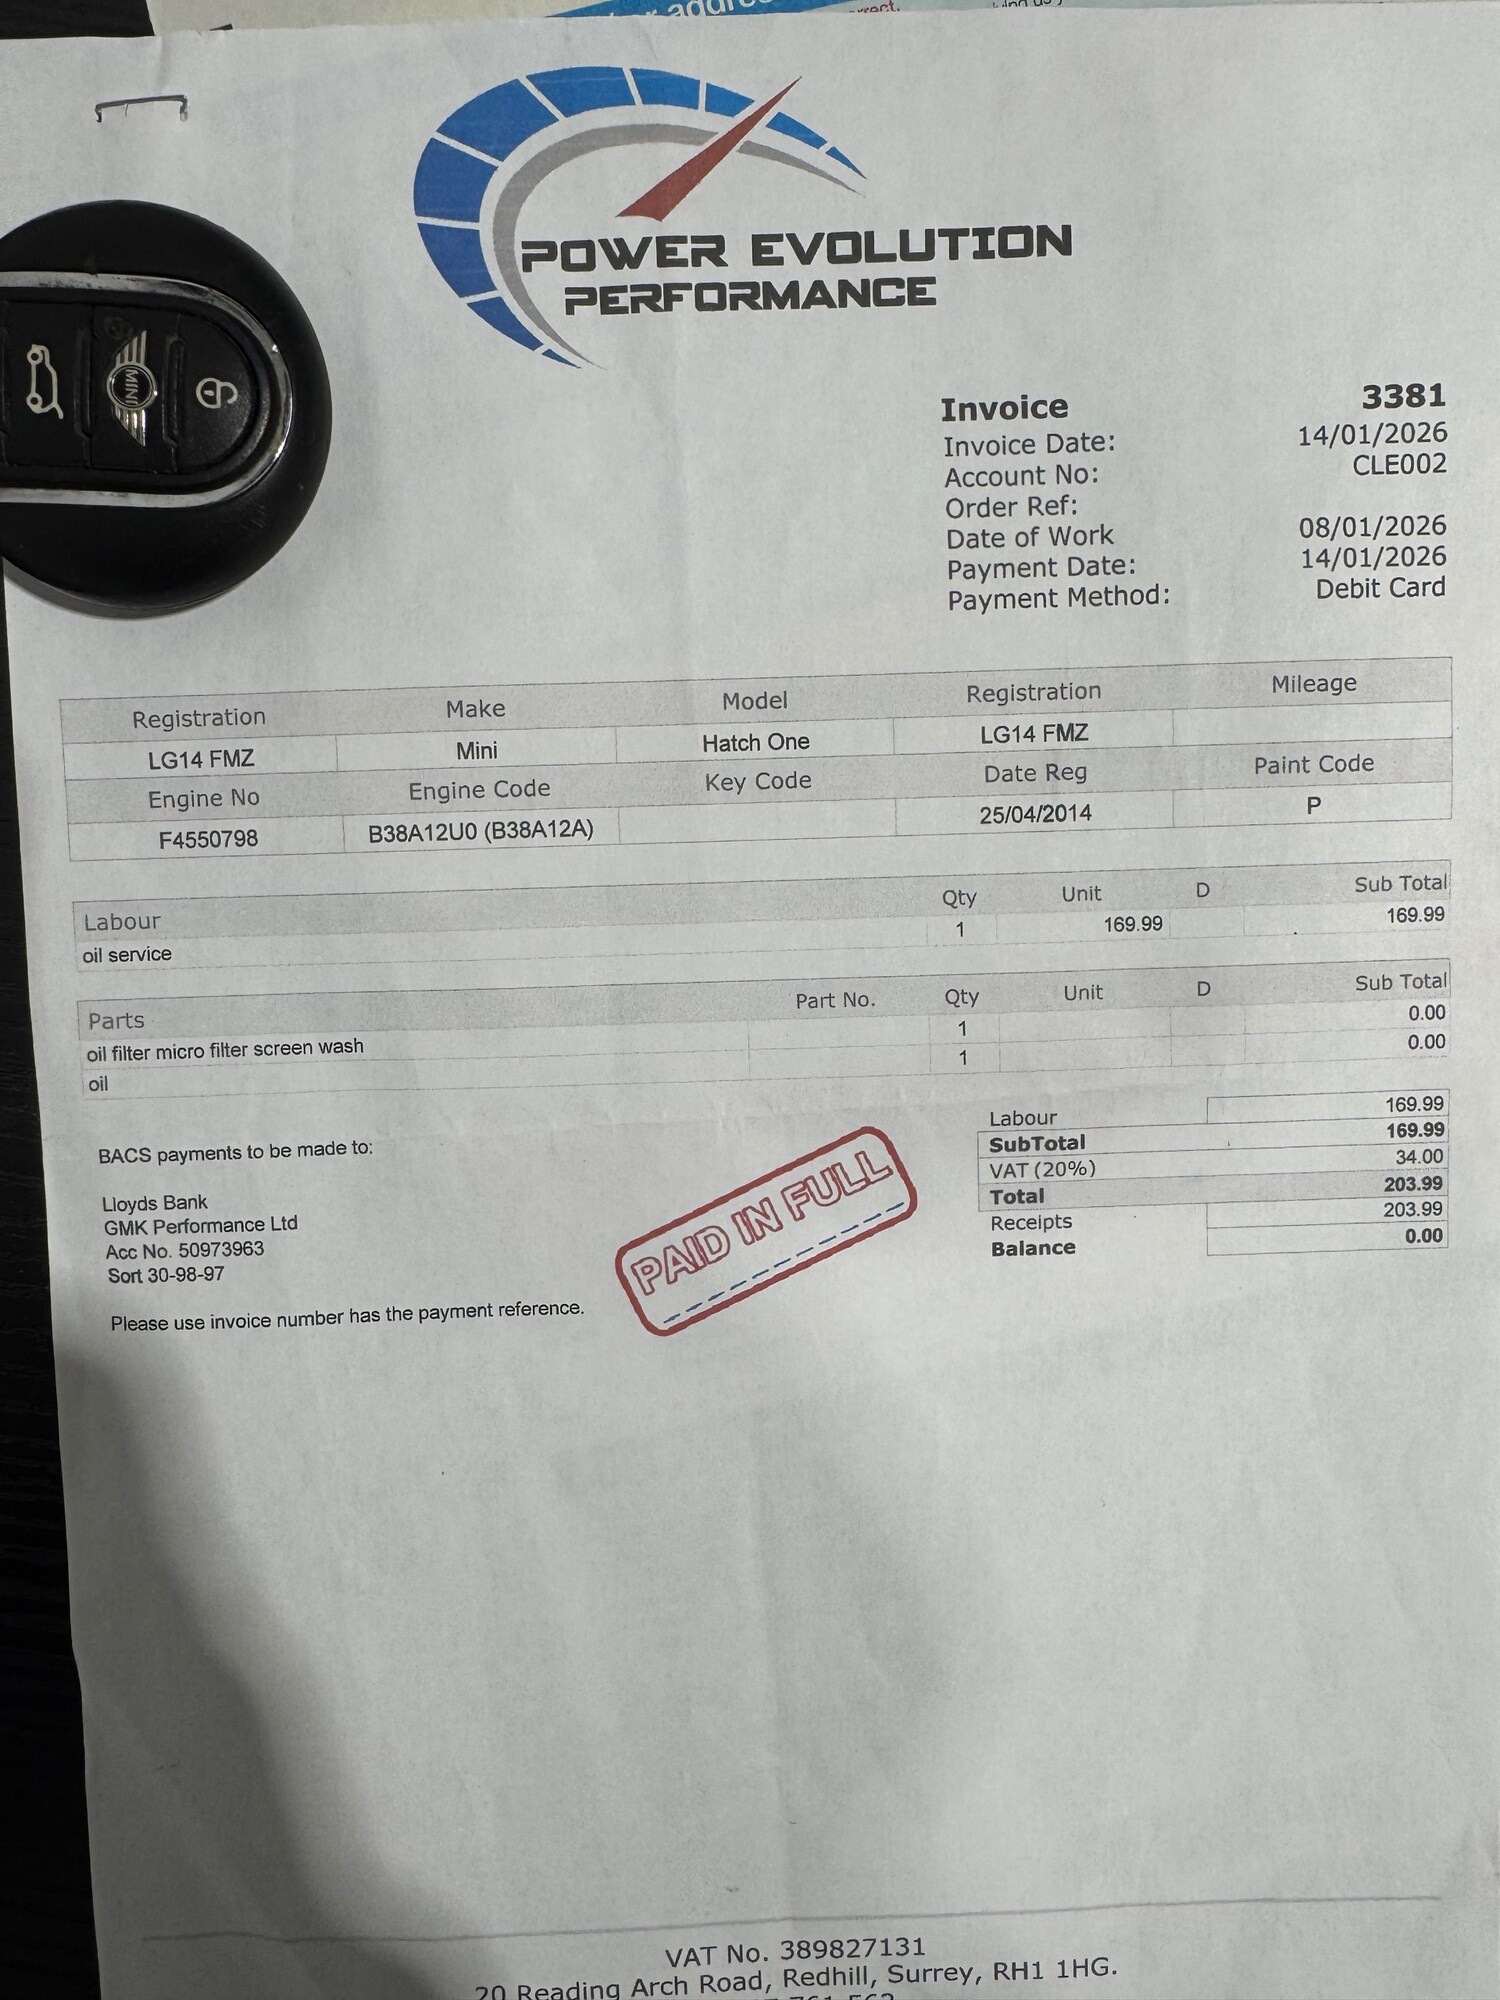 correct.
POWER EVOLUTION
PERFORMANCE
MINI
Invoice 3381
Invoice Date: 14/01/2026
Account No: CLE002
Order Ref:
Date of Work 08/01/2026
Payment Date: 14/01/2026
Payment Method: Debit Card
Registration Make Model Registration Mileage
LG14 FMZ Mini Hatch One LG14 FMZ
Engine No Engine Code Key Code Date Reg Paint Code
F4550798 B38A12U0 (B38A12A) 25/04/2014 P
Labour Qty Unit D Sub Total
oil service 1 169.99 169.99
Parts Part No. Qty Unit D Sub Total
oil filter micro filter screen wash 1 0.00
oil 1 0.00
Labour 169.99
SubTotal 169.99
VAT (20%) 34.00
Total 203.99
Receipts 203.99
Balance 0.00
BACS payments to be made to:
Lloyds Bank
GMK Performance Ltd
Acc No. 50973963
Sort 30-98-97
Please use invoice number has the payment reference.
PAID IN FULL
VAT No. 389827131
20 Reading Arch Road, Redhill, Surrey, RH1 1HG.